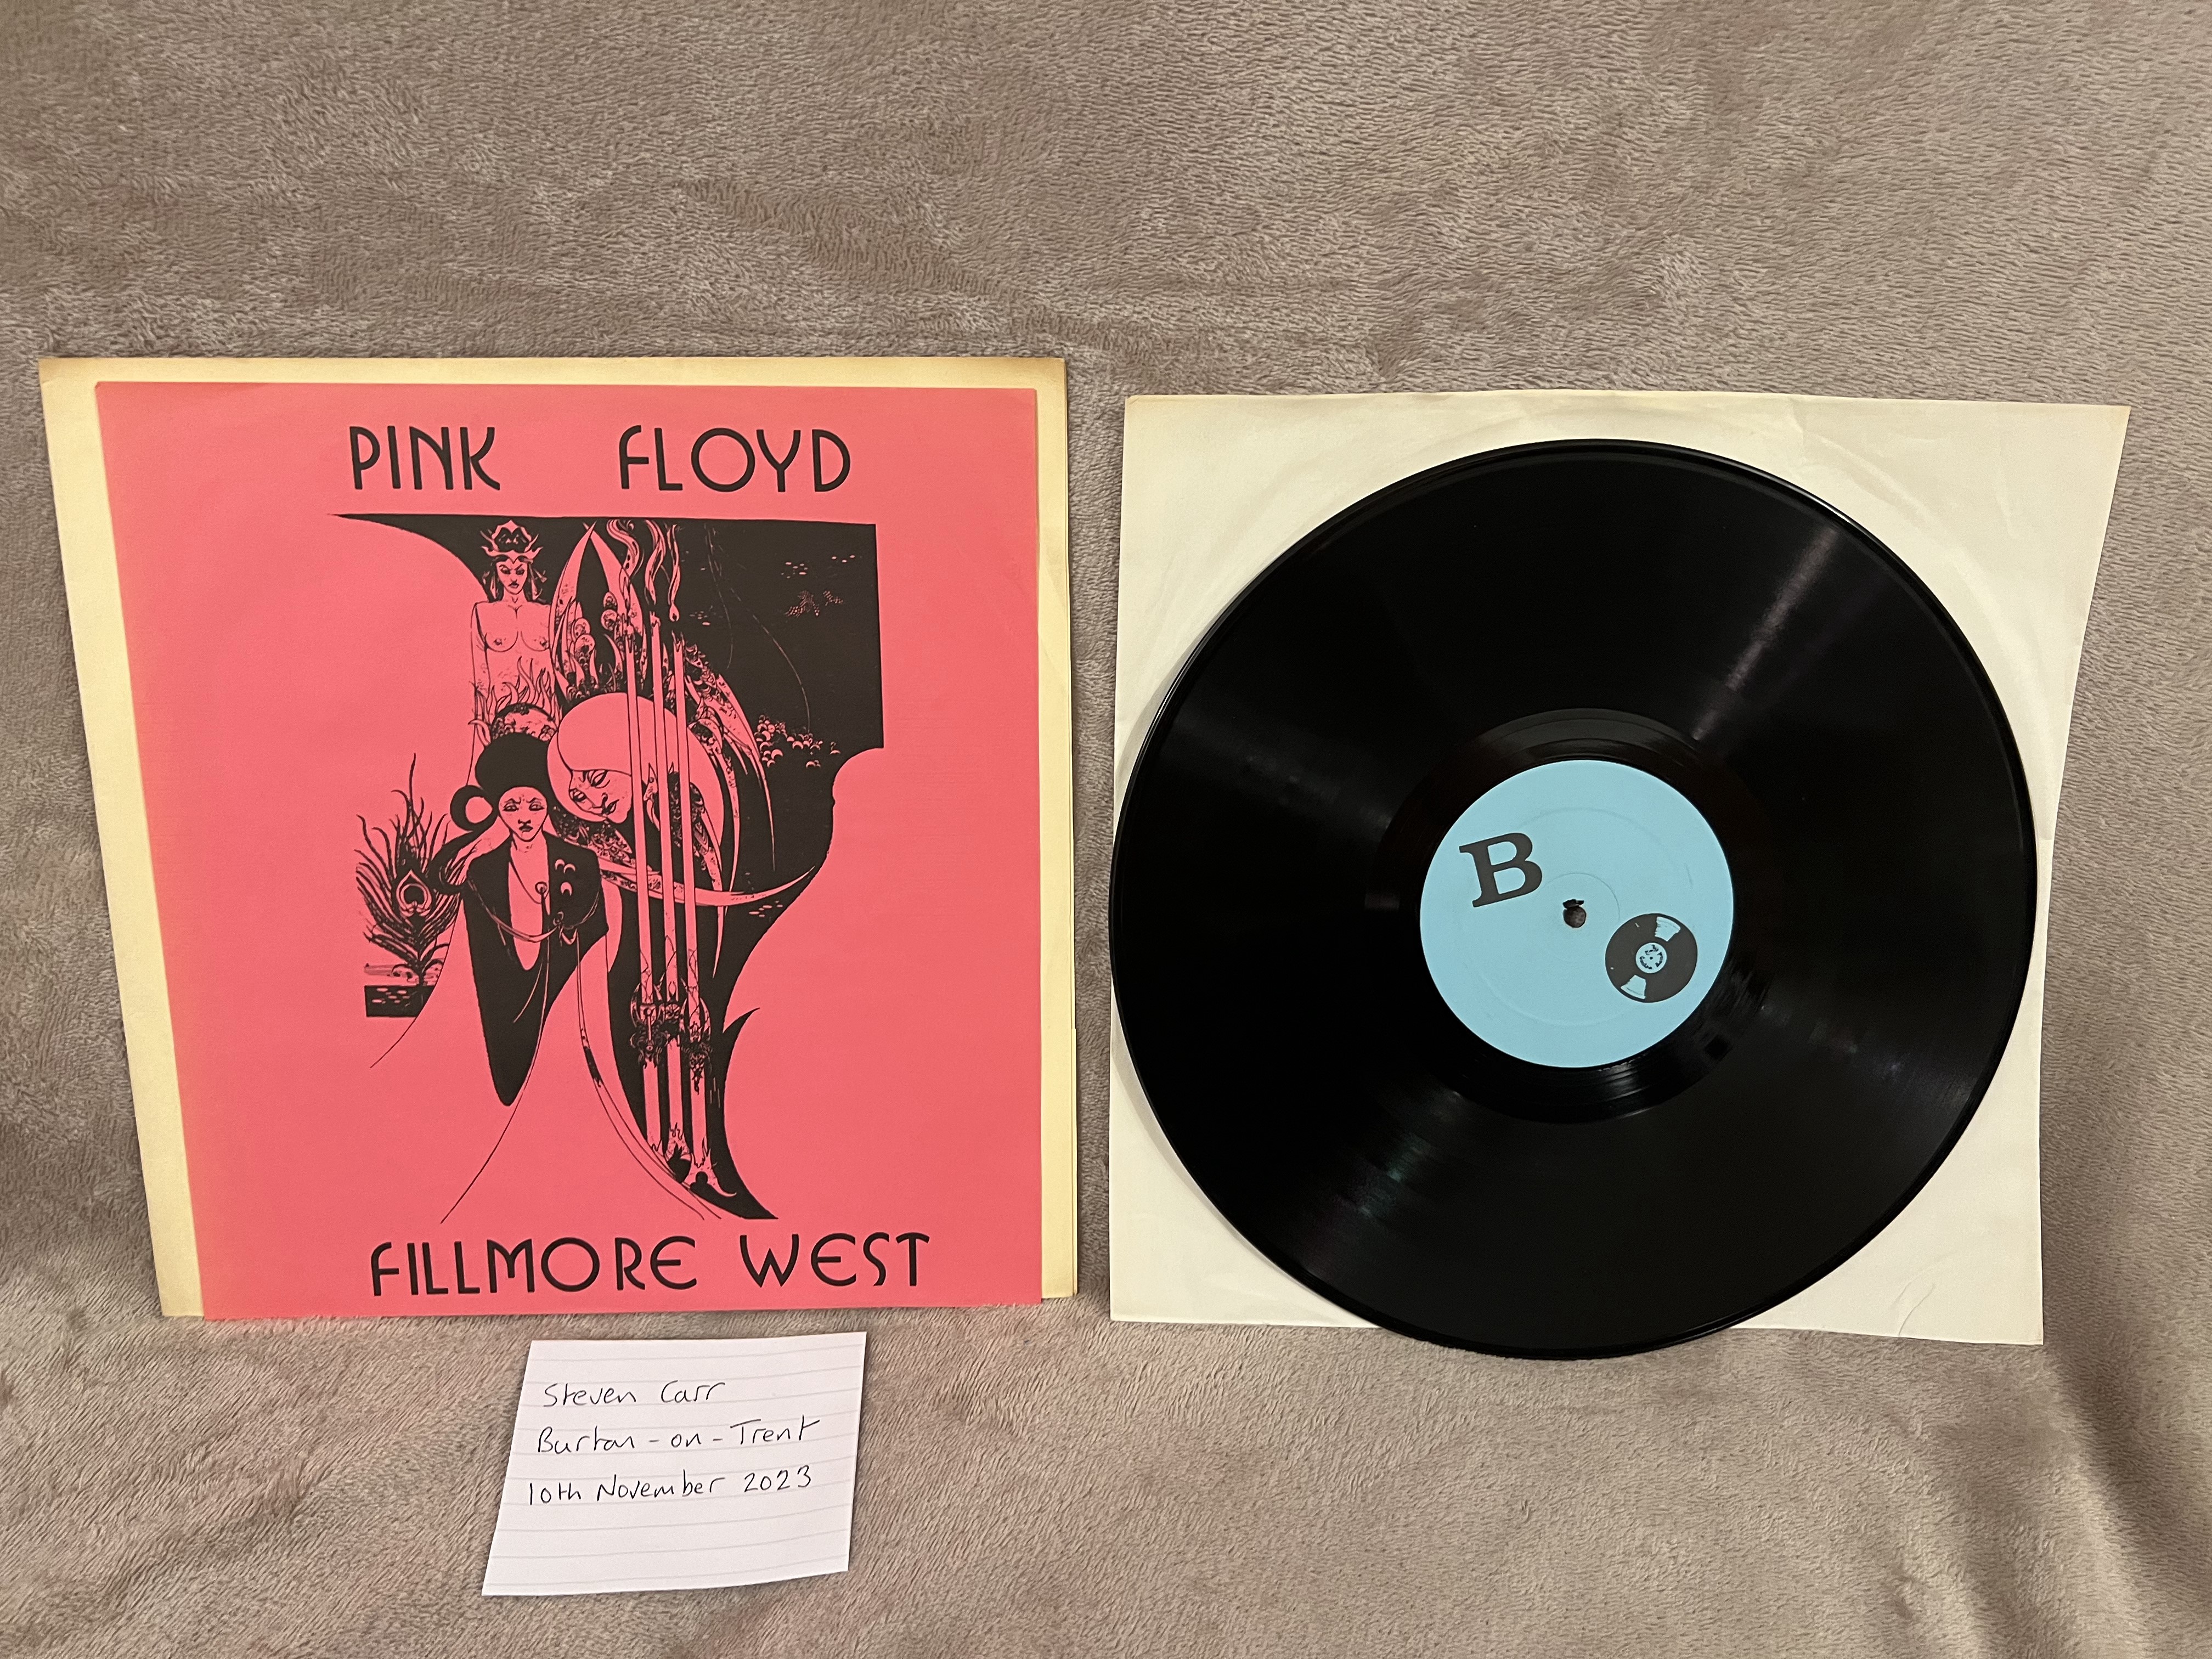 PINK FLOYD
FILLMORE WEST
B
Steven Carr
Burton-on-Trent
10th November 2023